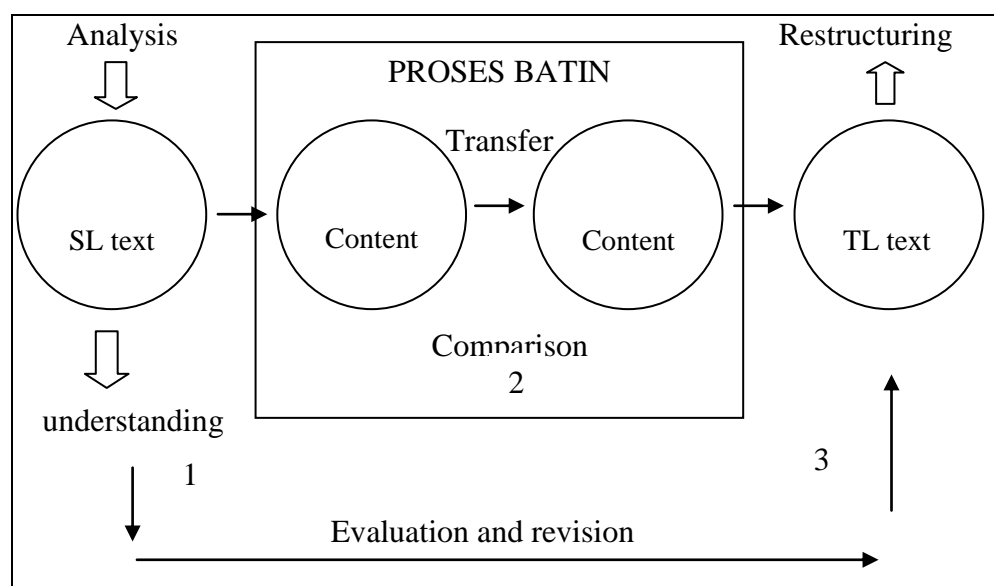 Analysis
Restructuring
PROSES BATIN
Transfer
SL text
Content
Content
TL text
Comparison
2
understanding
1
3
Evaluation and revision